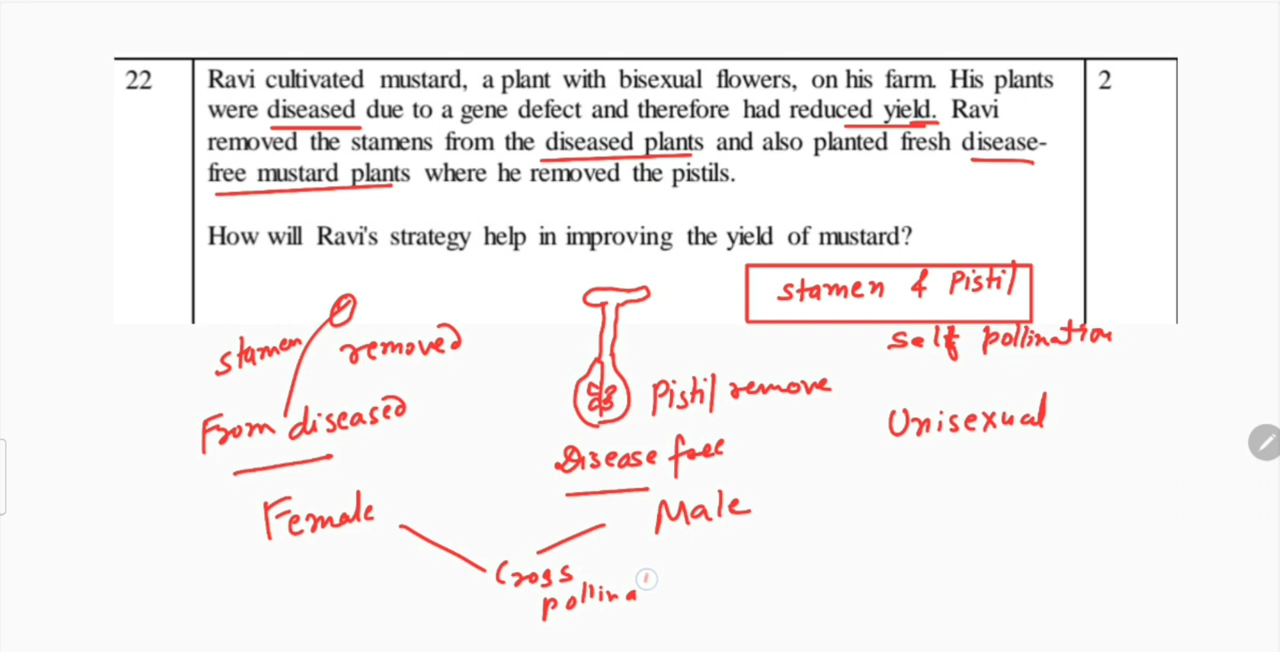 22
Ravi cultivated mustard, a plant with bisexual flowers, on his farm. His plants
2
were diseased due to a gene defect and therefore had reduced yield. Ravi
removed the stamens from the diseased plants and also planted fresh disease-
free mustard plants where he removed the pistils.
How will Ravi's strategy help in improving the yield of mustard?
stamen & Pistil
self pollination
stamen removed
From diseased
Pistil remove
Unisexual
Disease free
Female
Male
Cross
pollina